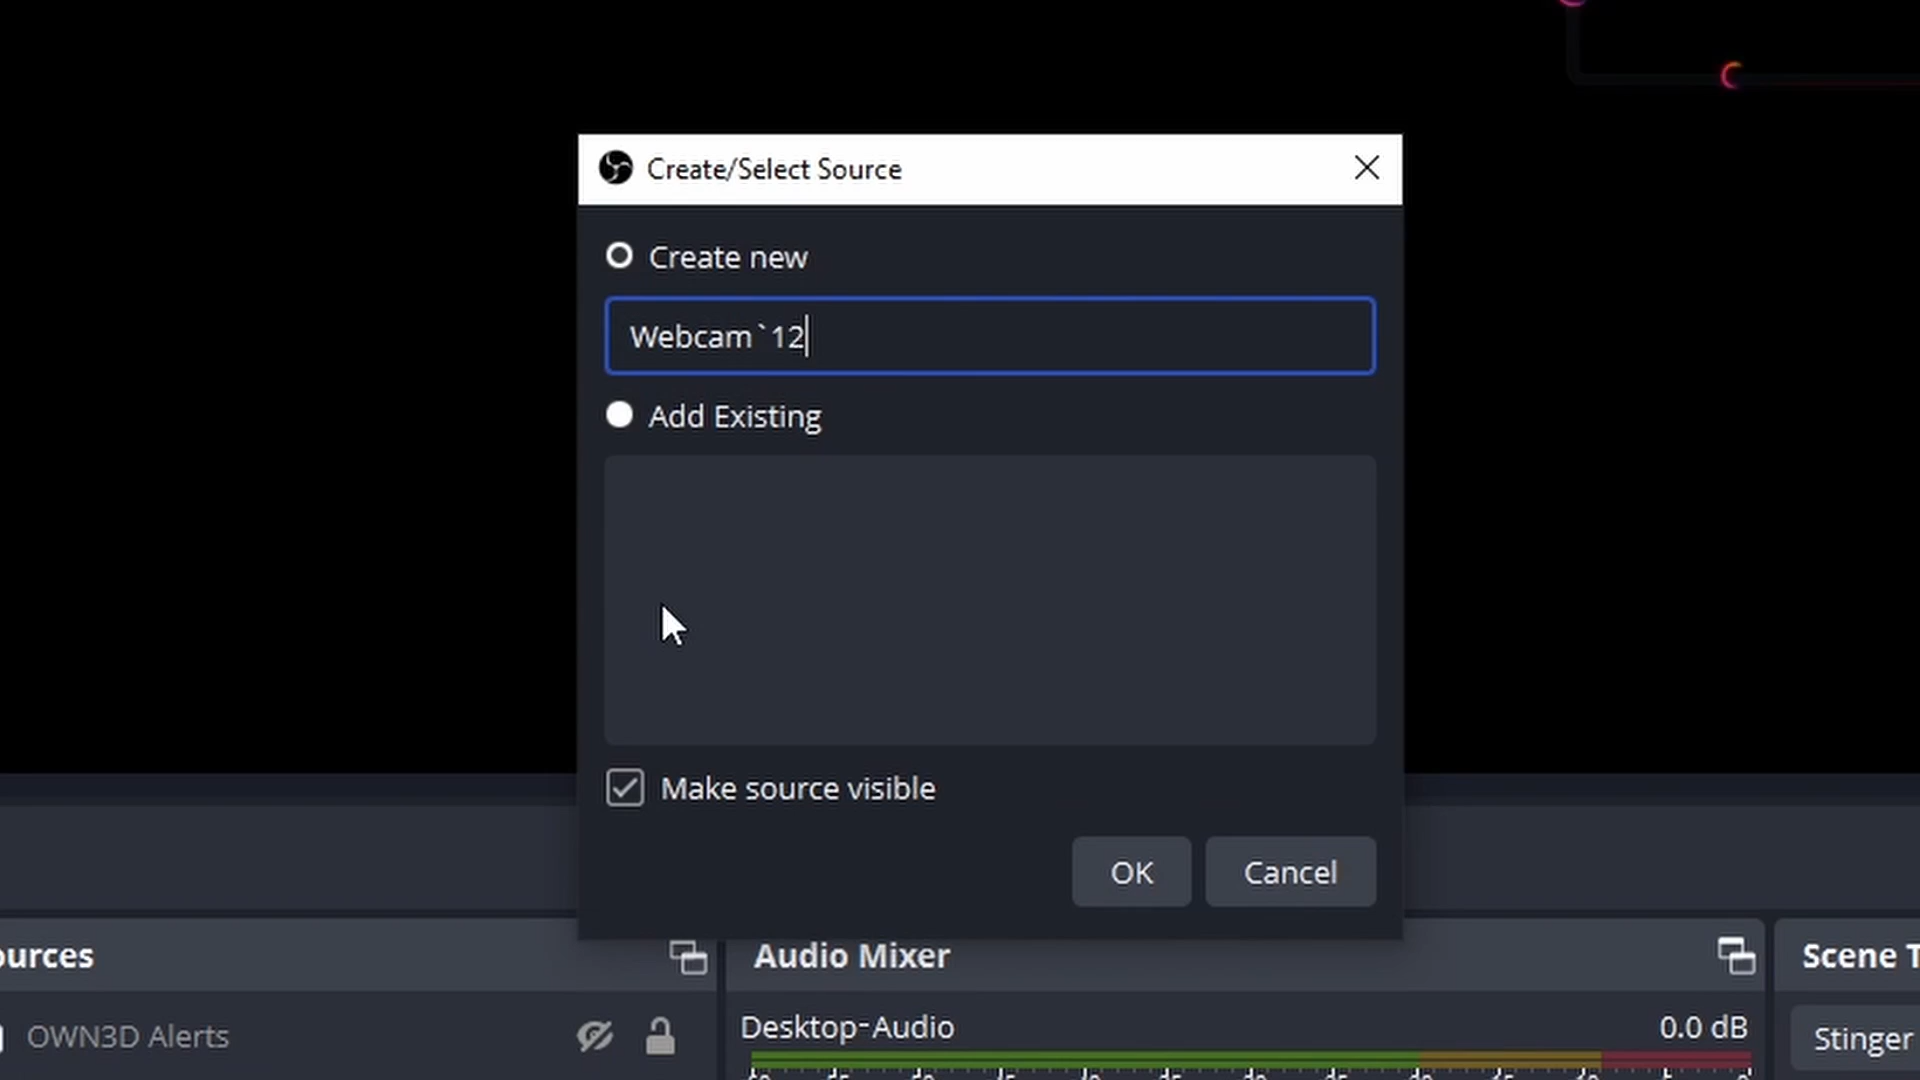 Create/Select Source
Create new
Webcam`12
Add Existing
Make source visible
OK Cancel
ources Audio Mixer Scene T
OWN3D Alerts Desktop-Audio 0.0 dB Stinger